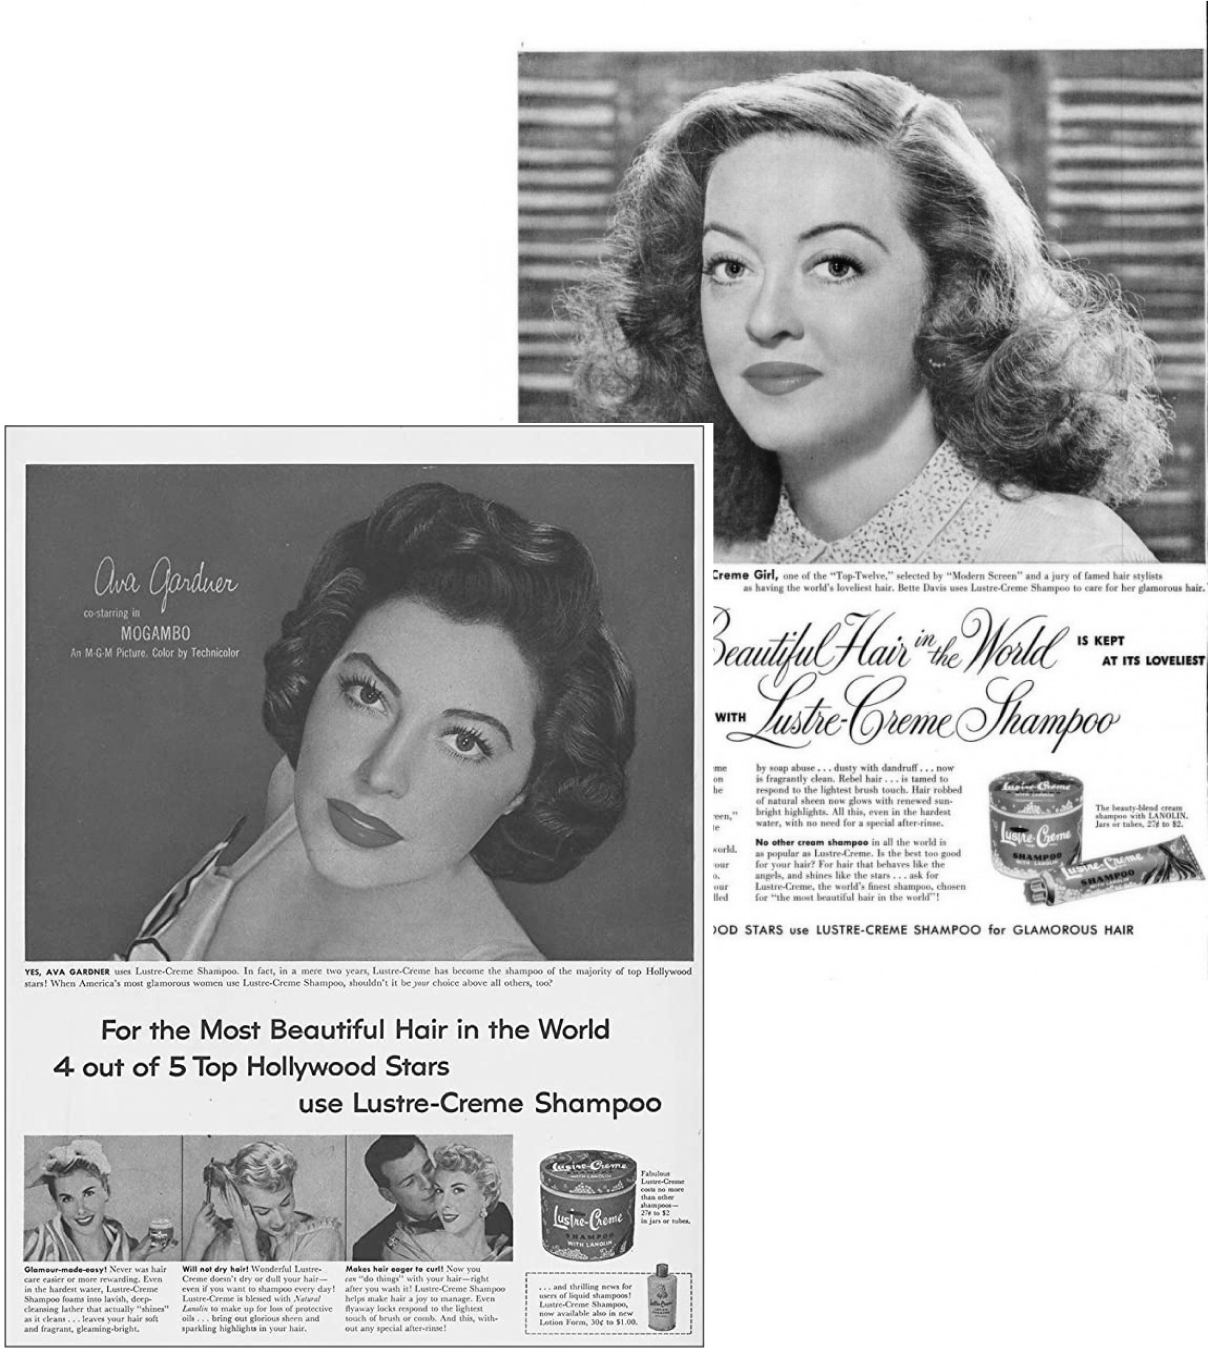 Creme Girl, one of the "Top-Twelve," selected by "Modern Screen" and a jury of famed hair stylists
as having the world's loveliest hair. Bette Davis uses Lustre-Creme Shampoo to care for her glamorous hair.
Beautiful Hair in the World IS KEPT
AT ITS LOVELIEST
WITH Lustre-Creme Shampoo
by soap abuse . . . dusty with dandruff . . . now
is fragrantly clean. Rebel hair . . . is tamed to
respond to the lightest brush touch. Hair robbed
of natural sheen now glows with renewed sun-
bright highlights. All this, even in the hardest
water, with no need for a special after-rinse.
No other cream shampoo in all the world is
as popular as Lustre-Creme. Is the best too good
for your hair? For hair that behaves like the
angels, and shines like the stars . . . ask for
Lustre-Creme, the world's finest shampoo, chosen
for "the most beautiful hair in the world"!
Lustre-Creme
Lustre-Creme
SHAMPOO
WITH LANOLIN
Lustre-Creme
SHAMPOO
The beauty-blend cream
shampoo with LANOLIN.
Jars or tubes, 27¢ to $2.
OOD STARS use LUSTRE-CREME SHAMPOO for GLAMOROUS HAIR
Ava Gardner
co-starring in
MOGAMBO
An M-G-M Picture. Color by Technicolor
YES, AVA GARDNER uses Lustre-Creme Shampoo. In fact, in a mere two years, Lustre-Creme has become the shampoo of the majority of top Hollywood
stars! When America's most glamorous women use Lustre-Creme Shampoo, shouldn't it be your choice above all others, too?
For the Most Beautiful Hair in the World
4 out of 5 Top Hollywood Stars
use Lustre-Creme Shampoo
Glamour-made-easy! Never was hair
care easier or more rewarding. Even
in the hardest water, Lustre-Creme
Shampoo foams into lavish, deep-
cleansing lather that actually "shines"
as it cleans . . . leaves your hair soft
and fragrant, gleaming-bright.
Will not dry hair! Wonderful Lustre-
Creme doesn't dry or dull your hair—
even if you want to shampoo every day!
Lustre-Creme is blessed with Natural
Lanolin to make up for loss of protective
oils . . . bring out glorious sheen and
sparkling highlights in your hair.
Makes hair eager to curl! Now you
can "do things" with your hair—right
after you wash it! Lustre-Creme Shampoo
helps make hair a joy to manage. Even
flyaway locks respond to the lightest
touch of brush or comb. And this, with-
out any special after-rinse!
Lustre-Creme
WITH LANOLIN
Lustre-Creme
SHAMPOO
WITH LANOLIN
Fabulous
Lustre-Creme
costs no more
than other
shampoos—
27¢ to $2
in jars or tubes.
. . . and thrilling news for
users of liquid shampoos!
Lustre-Creme Shampoo,
now available also in new
Lotion Form, 30¢ to $1.00.